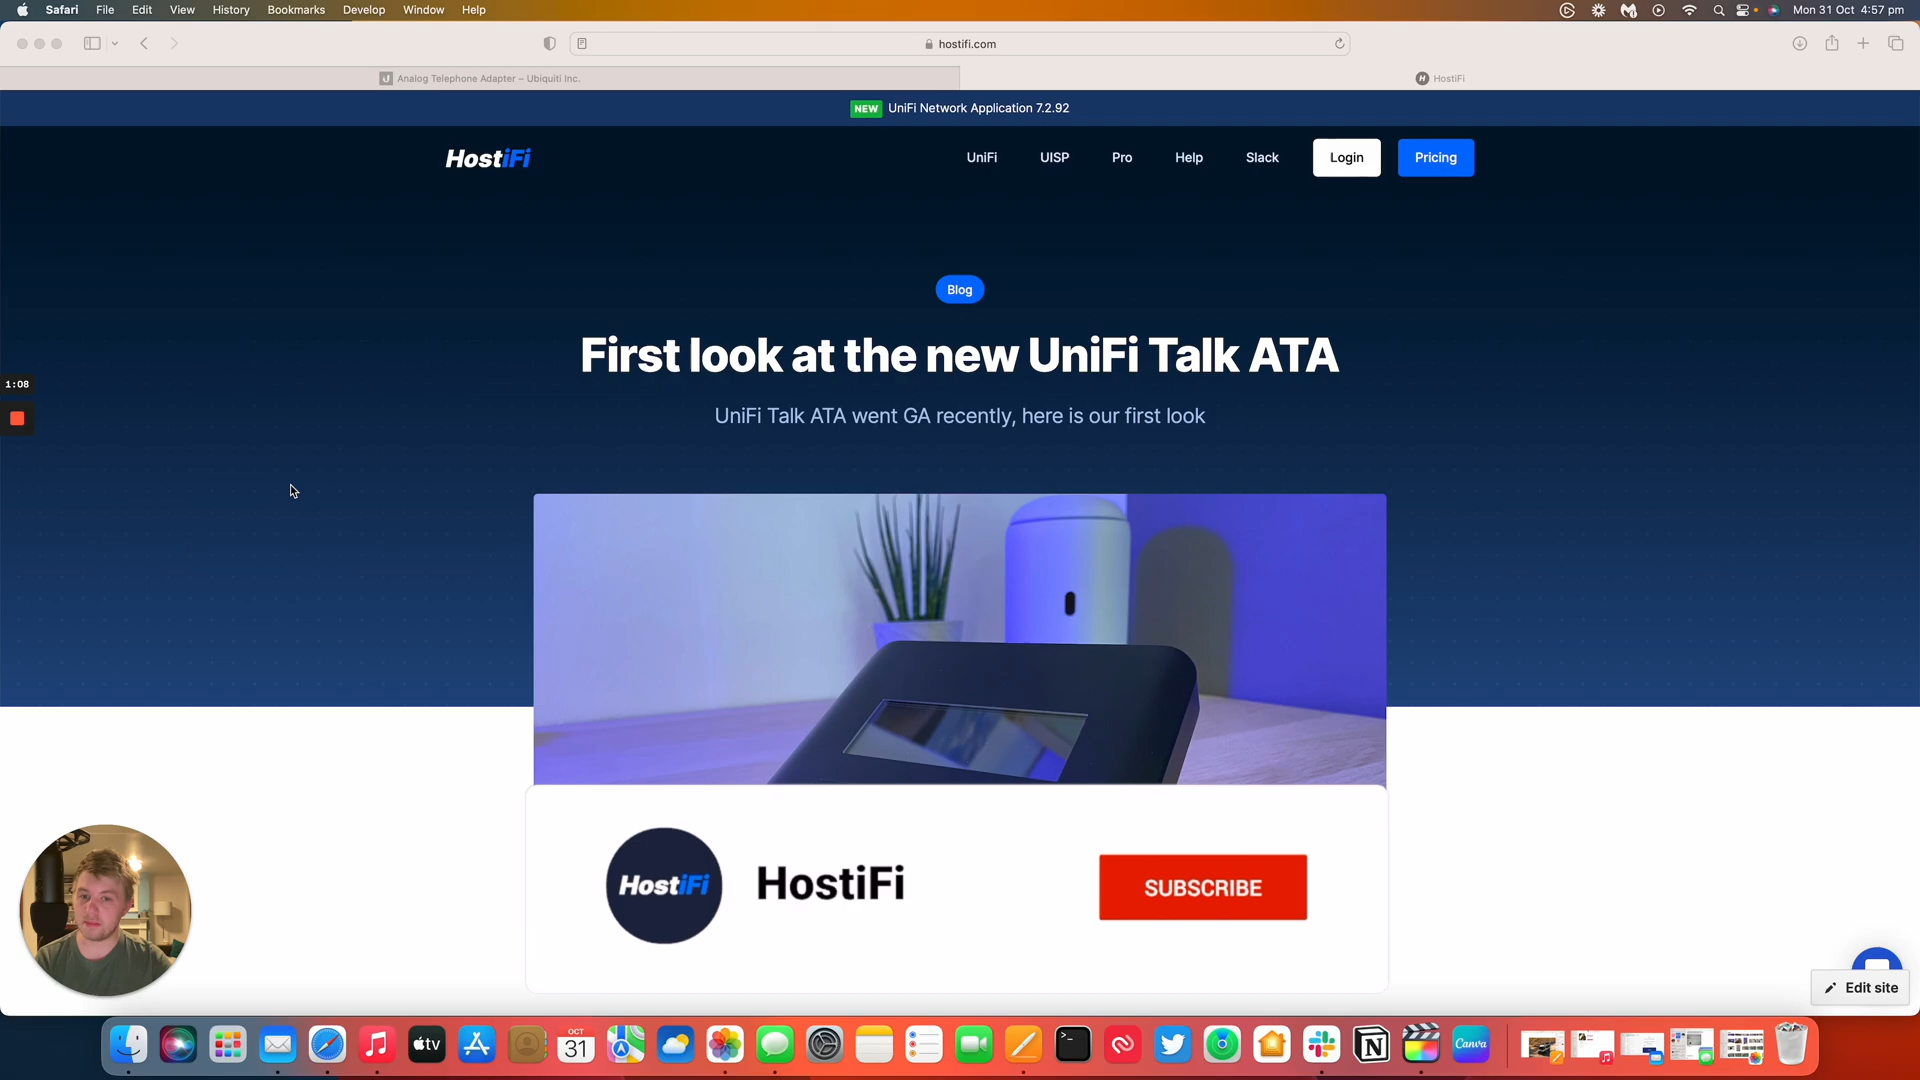 Safari File Edit View History Bookmarks Develop Window Help Mon 31 Oct 4:57 pm
hostifi.com
Analog Telephone Adapter – Ubiquiti Inc. HostiFi
NEW UniFi Network Application 7.2.92
HostiFi UniFi UISP Pro Help Slack Login Pricing
Blog
First look at the new UniFi Talk ATA
UniFi Talk ATA went GA recently, here is our first look
1:08
HostiFi HostiFi SUBSCRIBE
Edit site
tv OCT 31 Canva